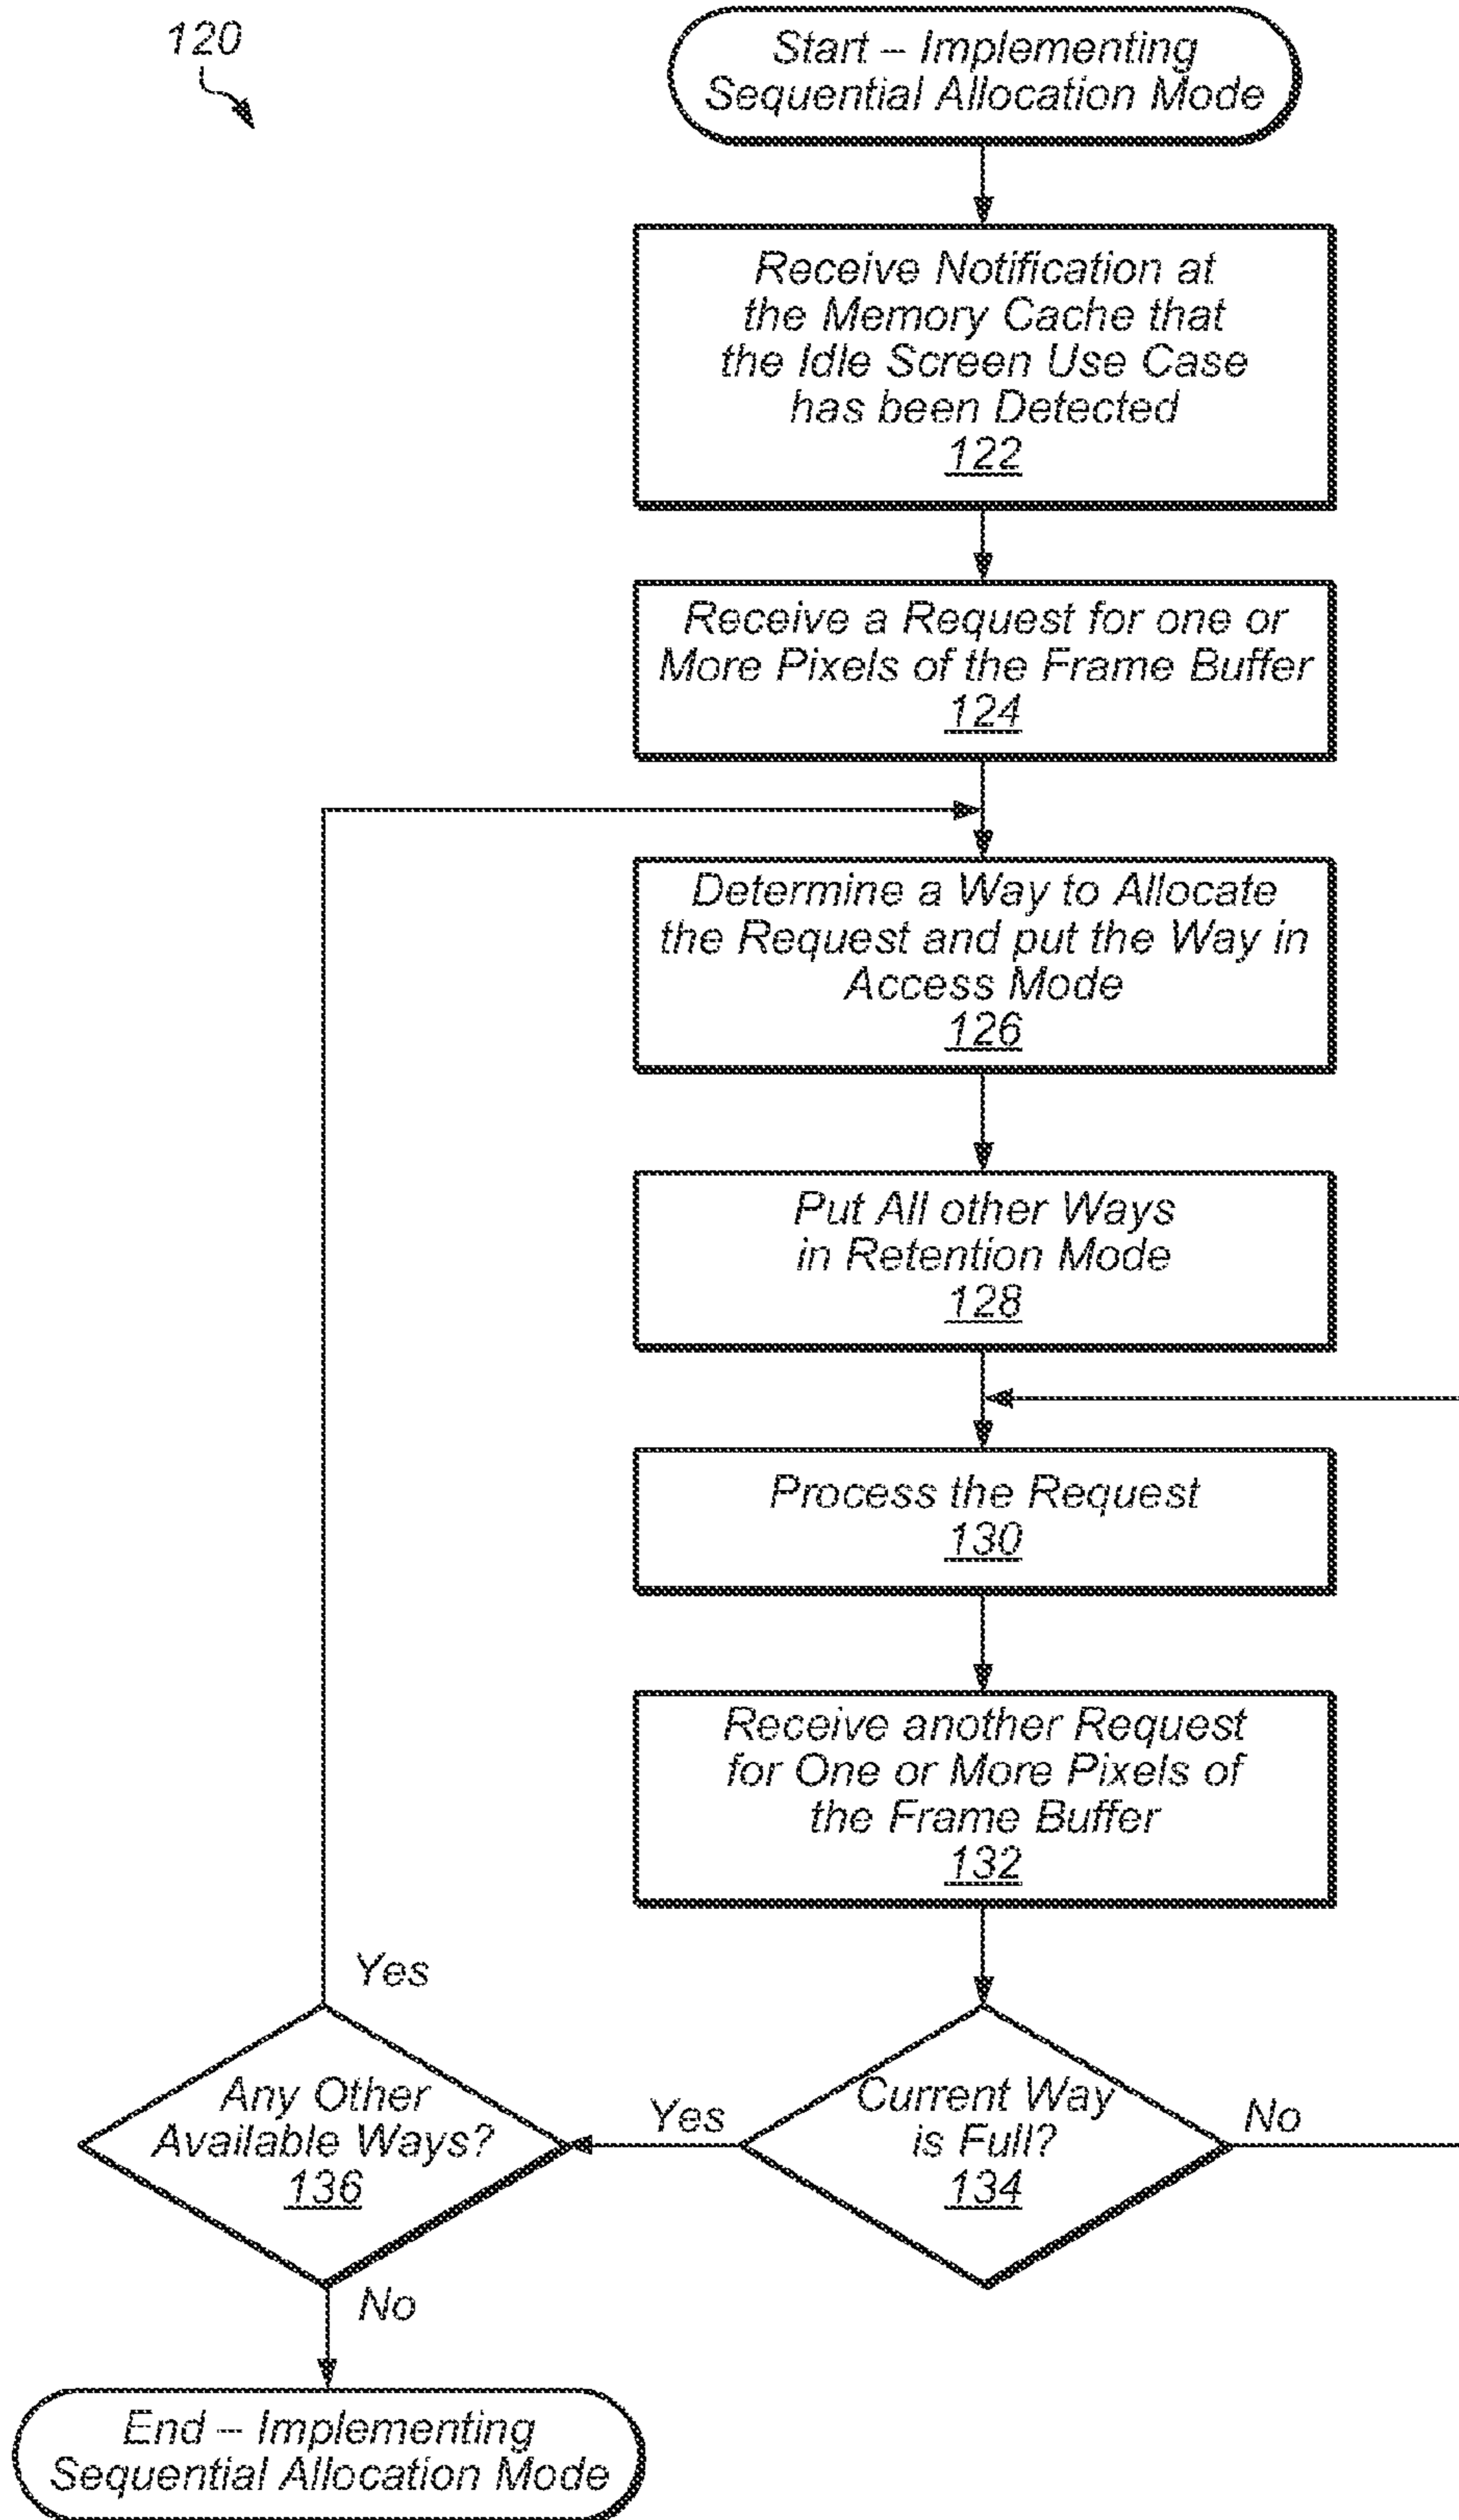 120
Start – Implementing
Sequential Allocation Mode
Receive Notification at
the Memory Cache that
the Idle Screen Use Case
has been Detected
122
Receive a Request for one or
More Pixels of the Frame Buffer
124
Determine a Way to Allocate
the Request and put the Way in
Access Mode
126
Put All other Ways
in Retention Mode
128
Process the Request
130
Receive another Request
for One or More Pixels of
the Frame Buffer
132
Yes
Any Other
Available Ways?
136
Yes
Current Way
is Full?
134
No
No
End – Implementing
Sequential Allocation Mode